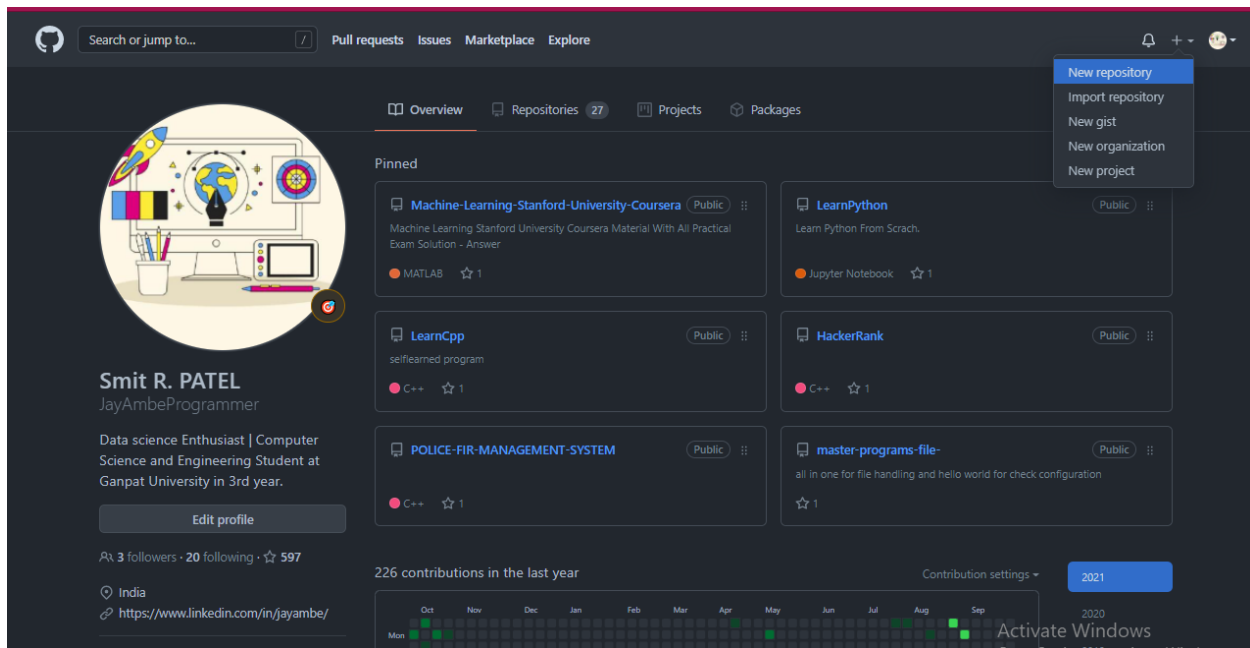 Search or jump to...
/
Pull requests Issues Marketplace Explore
New repository
Import repository
New gist
New organization
New project
Overview Repositories 27 Projects Packages
Smit R. PATEL
JayAmbeProgrammer
Data science Enthusiast | Computer
Science and Engineering Student at
Ganpat University in 3rd year.
Edit profile
3 followers · 20 following · 597
India
https://www.linkedin.com/in/jayambe/
Pinned
Machine-Learning-Stanford-University-Coursera Public
Machine Learning Stanford University Coursera Material With All Practical
Exam Solution - Answer
MATLAB 1
LearnPython Public
Learn Python From Scrach.
Jupyter Notebook 1
LearnCpp Public
selflearned program
C++ 1
HackerRank Public
C++ 1
POLICE-FIR-MANAGEMENT-SYSTEM Public
C++ 1
master-programs-file- Public
all in one for file handling and hello world for check configuration
1
226 contributions in the last year
Contribution settings
2021
2020
Oct Nov Dec Jan Feb Mar Apr May Jun Jul Aug Sep
Mon
Activate Windows